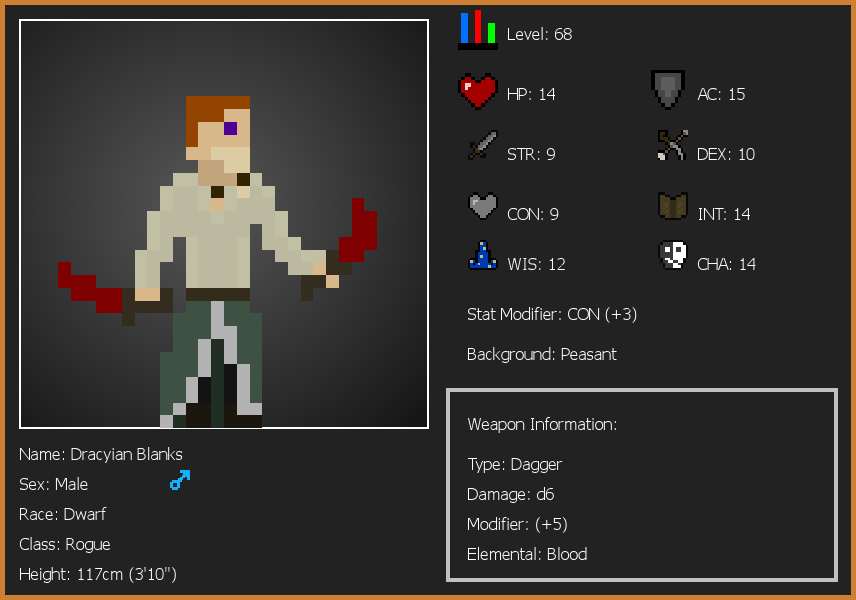 Level: 68
HP: 14
AC: 15
STR: 9
DEX: 10
CON: 9
INT: 14
WIS: 12
CHA: 14
Stat Modifier: CON (+3)
Background: Peasant
Weapon Information:
Type: Dagger
Damage: d6
Modifier: (+5)
Elemental: Blood
Name: Dracyian Blanks
Sex: Male
Race: Dwarf
Class: Rogue
Height: 117cm (3'10")